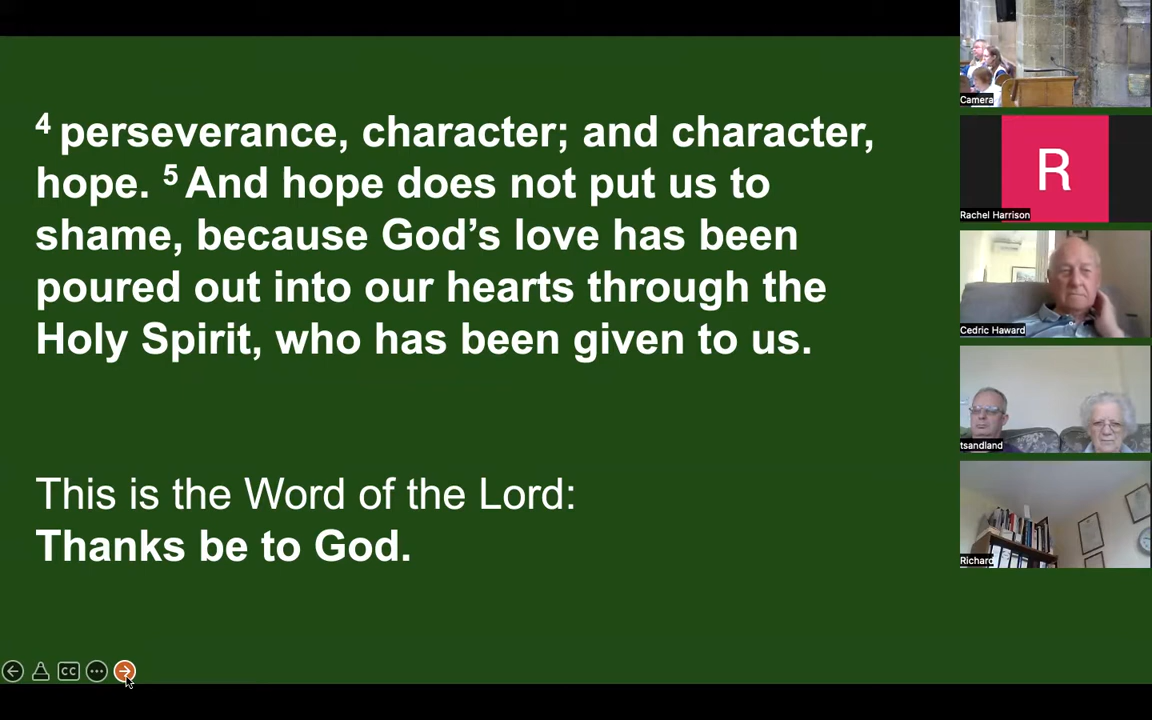 4 perseverance, character; and character,
hope. 5 And hope does not put us to
shame, because God's love has been
poured out into our hearts through the
Holy Spirit, who has been given to us.
This is the Word of the Lord:
Thanks be to God.
CC
Camera
R
Rachel Harrison
Cedric Haward
tsandland
Richard